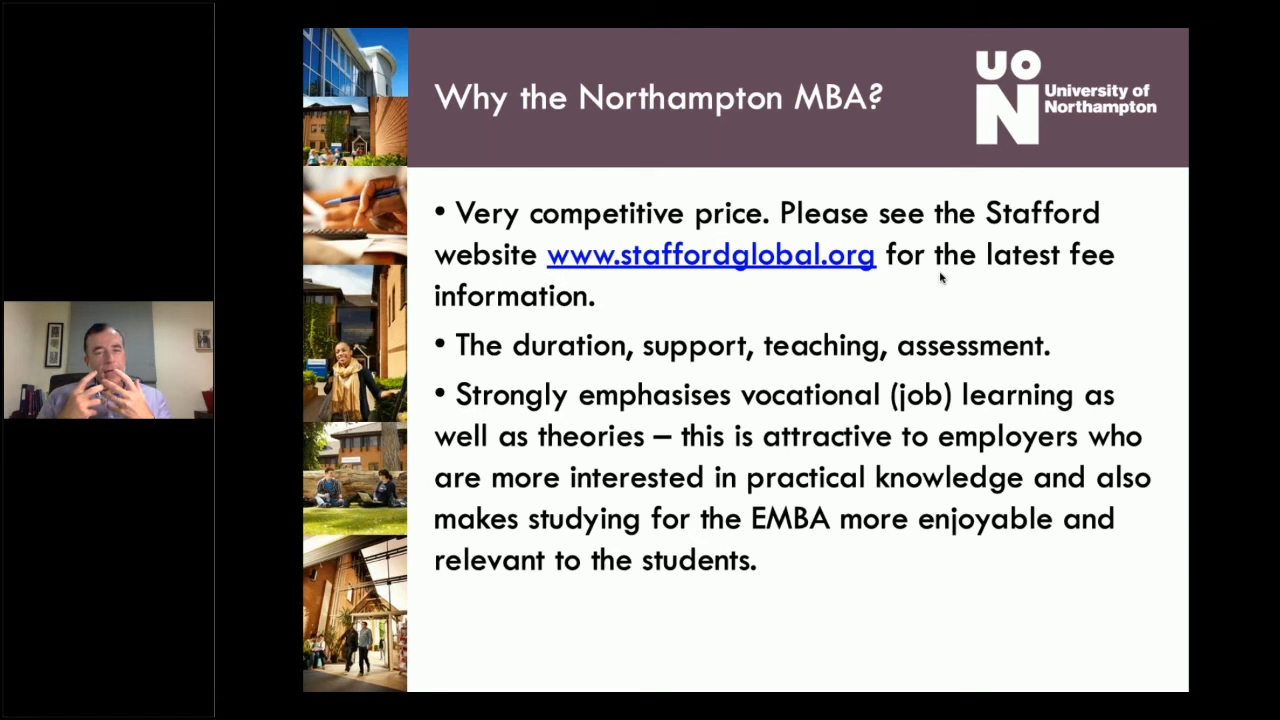 Why the Northampton MBA?
UON
University of
Northampton
• Very competitive price. Please see the Stafford
website www.staffordglobal.org for the latest fee
information.
• The duration, support, teaching, assessment.
• Strongly emphasises vocational (job) learning as
well as theories – this is attractive to employers who
are more interested in practical knowledge and also
makes studying for the EMBA more enjoyable and
relevant to the students.